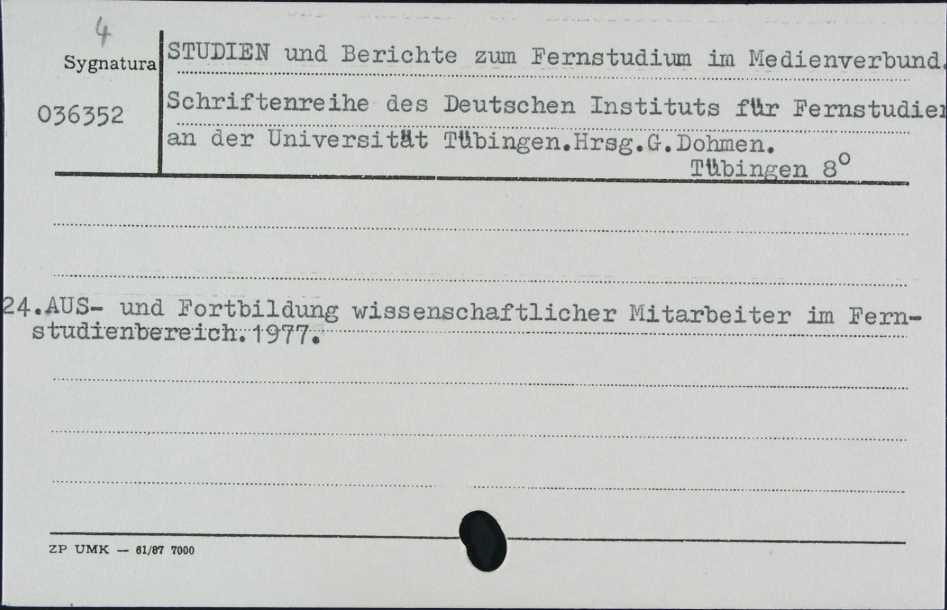 4
Sygnatura
STUDIEN und Berichte zum Fernstudium im Medienverbund.
036352
Schriftenreihe des Deutschen Instituts für Fernstudien
an der Universität Tübingen.Hrsg.G.Dohmen.
Tübingen 8°
24.AUS- und Fortbildung wissenschaftlicher Mitarbeiter im Fern-
studienbereich.1977.
ZP UMK — 61/87 7000